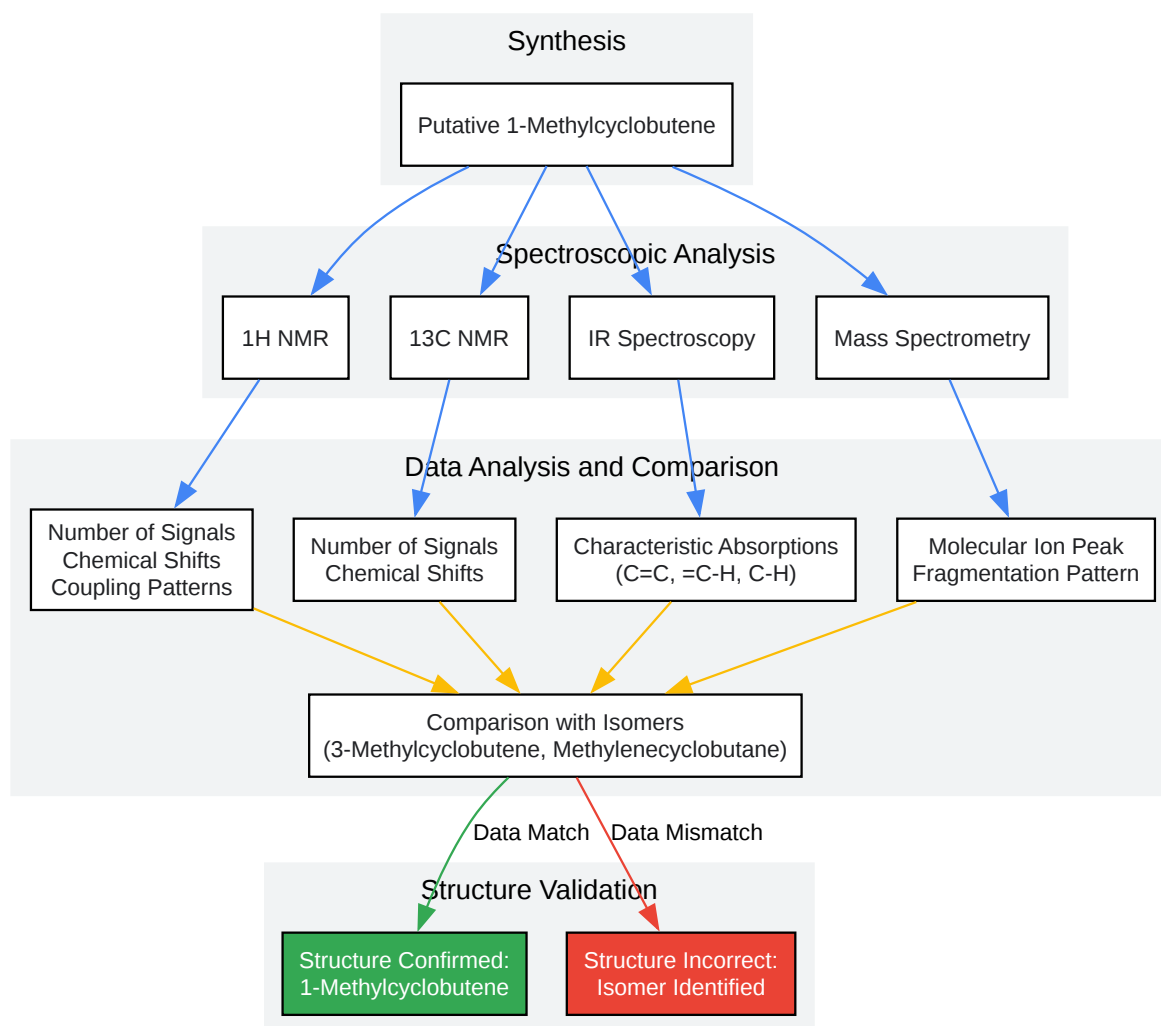 Synthesis
Putative 1-Methylcyclobutene
Spectroscopic Analysis
1H NMR
13C NMR
IR Spectroscopy
Mass Spectrometry
Data Analysis and Comparison
Number of Signals
Chemical Shifts
Coupling Patterns
Number of Signals
Chemical Shifts
Characteristic Absorptions
(C=C, =C-H, C-H)
Molecular Ion Peak
Fragmentation Pattern
Comparison with Isomers
(3-Methylcyclobutene, Methylenecyclobutane)
Data Match
Data Mismatch
Structure Validation
Structure Confirmed:
1-Methylcyclobutene
Structure Incorrect:
Isomer Identified